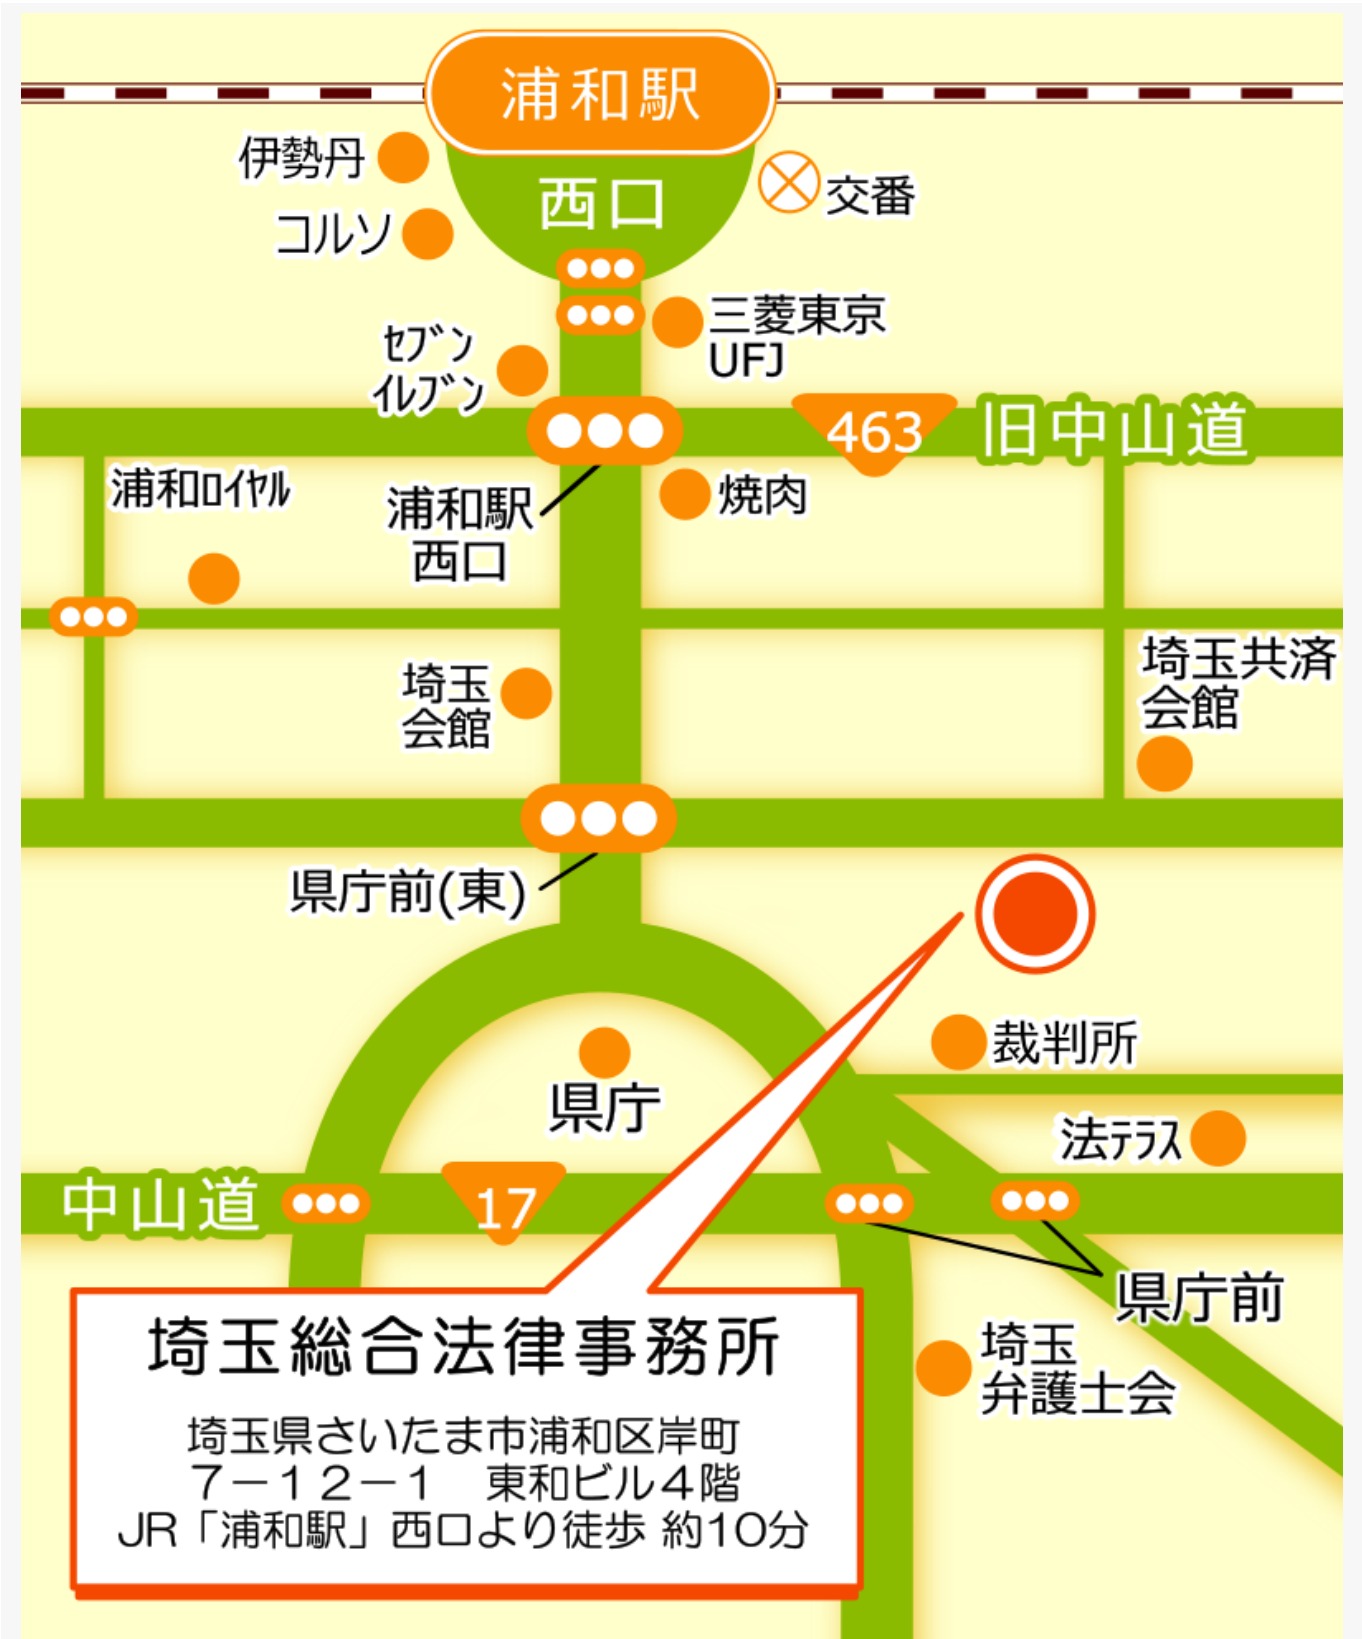 浦和駅
伊勢丹
西口
交番
コルソ
三菱東京
UFJ
ｾﾌﾞﾝ
ｲﾚﾌﾞﾝ
463
旧中山道
浦和ﾛｲﾔﾙ
浦和駅
西口
焼肉
埼玉
会館
埼玉共済
会館
県庁前(東)
裁判所
県庁
法ﾃﾗｽ
中山道
17
県庁前
埼玉
弁護士会
埼玉総合法律事務所
埼玉県さいたま市浦和区岸町
７－１２－１　東和ビル４階
JR「浦和駅」西口より徒歩 約10分